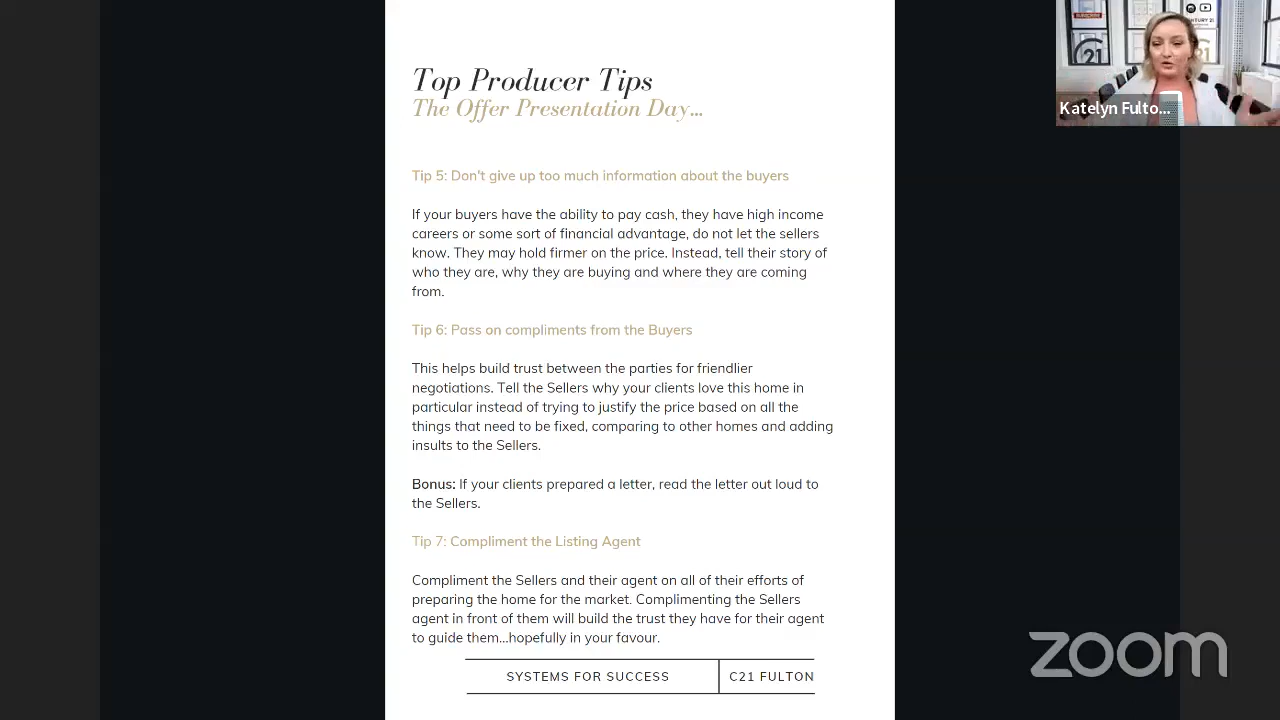 Top Producer Tips
The Offer Presentation Day...
Tip 5: Don't give up too much information about the buyers
If your buyers have the ability to pay cash, they have high income
careers or some sort of financial advantage, do not let the sellers
know. They may hold firmer on the price. Instead, tell their story of
who they are, why they are buying and where they are coming
from.
Tip 6: Pass on compliments from the Buyers
This helps build trust between the parties for friendlier
negotiations. Tell the Sellers why your clients love this home in
particular instead of trying to justify the price based on all the
things that need to be fixed, comparing to other homes and adding
insults to the Sellers.
Bonus: If your clients prepared a letter, read the letter out loud to
the Sellers.
Tip 7: Compliment the Listing Agent
Compliment the Sellers and their agent on all of their efforts of
preparing the home for the market. Complimenting the Sellers
agent in front of them will build the trust they have for their agent
to guide them...hopefully in your favour.
SYSTEMS FOR SUCCESS
C21 FULTON
SUBSCRIBE
21
Katelyn Fulto...
zoom